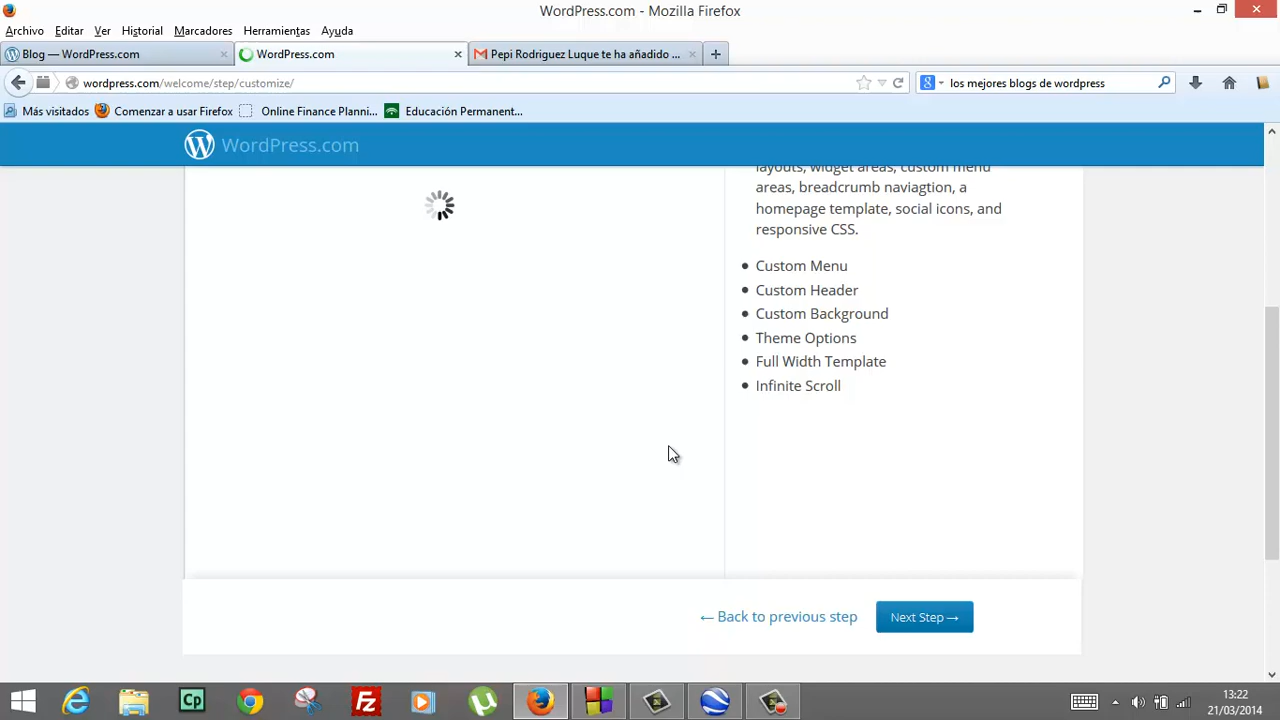 WordPress.com - Mozilla Firefox
Archivo Editar Ver Historial Marcadores Herramientas Ayuda
Blog — WordPress.com
WordPress.com
Pepi Rodriguez Luque te ha añadido ...
wordpress.com/welcome/step/customize/
los mejores blogs de wordpress
Más visitados Comenzar a usar Firefox Online Finance Planni... Educación Permanent...
WordPress.com
layouts, widget areas, custom menu
areas, breadcrumb naviagtion, a
homepage template, social icons, and
responsive CSS.
Custom Menu
Custom Header
Custom Background
Theme Options
Full Width Template
Infinite Scroll
← Back to previous step
Next Step →
Cp
Fz
13:22
21/03/2014